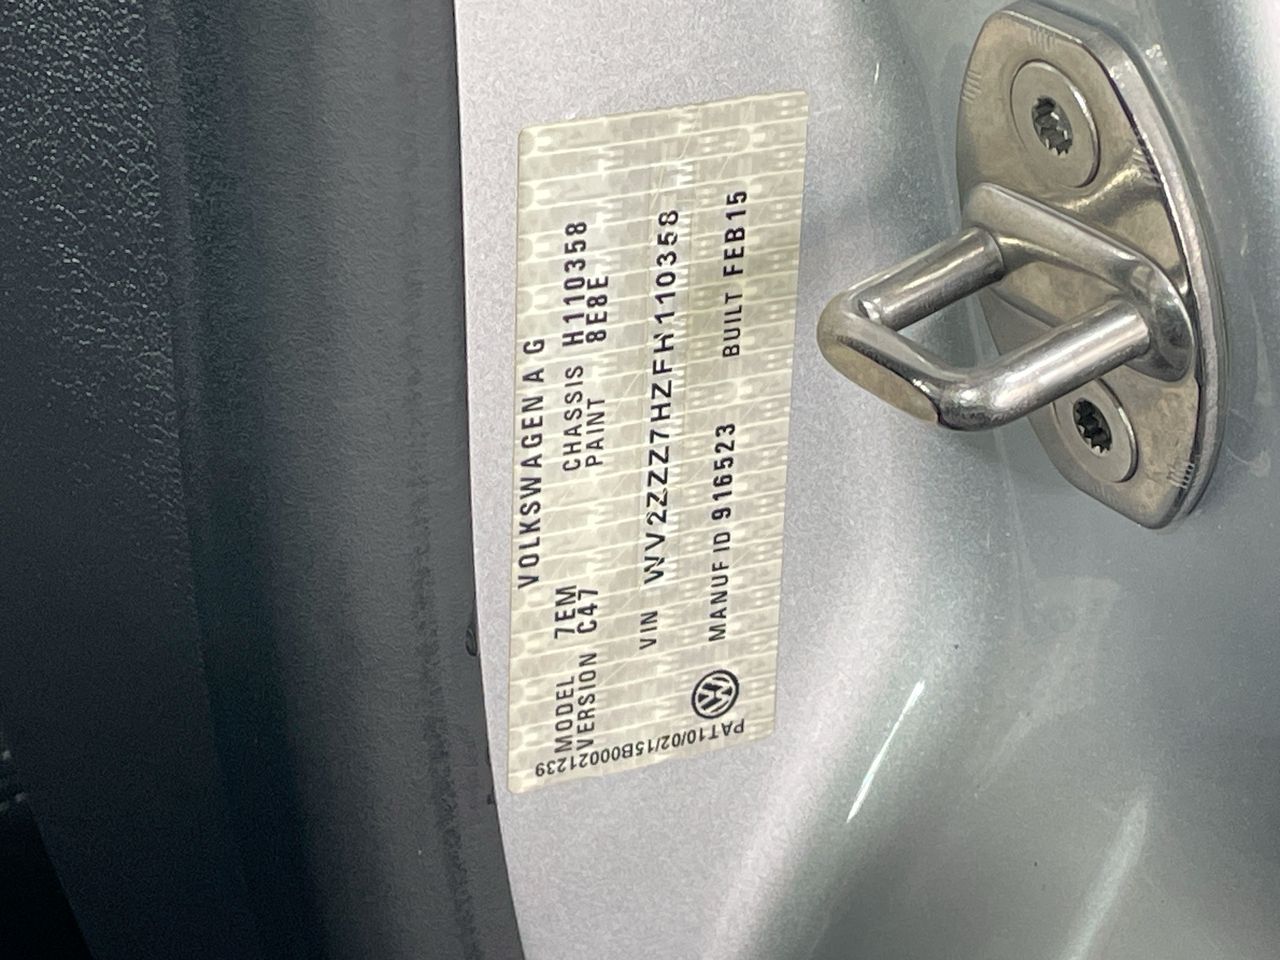 VOLKSWAGEN AG
MODEL 7EM CHASSIS H110358
VERSION C47 PAINT 8E8E
VIN WV2ZZZ7HZFH110358
MANUF ID 916523 BUILT FEB15
PAT10/02/15B00021239